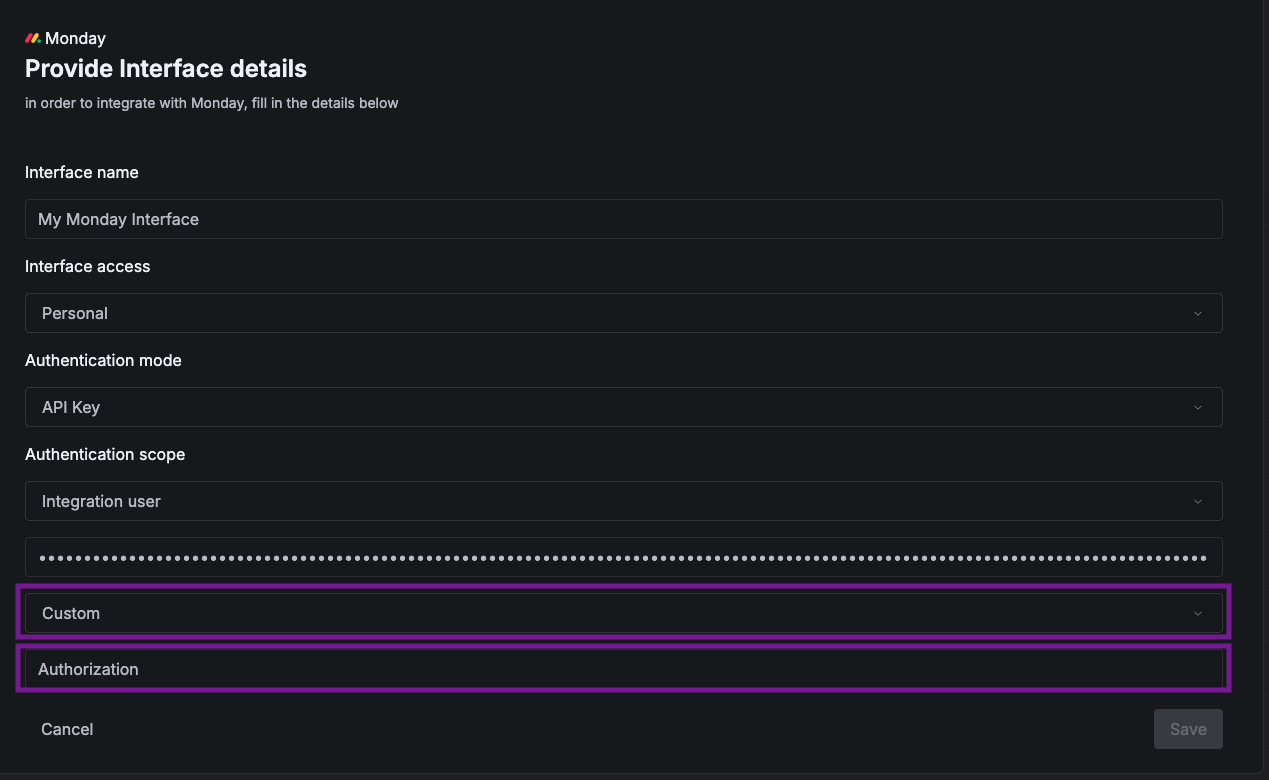 Monday
Provide Interface details
in order to integrate with Monday, fill in the details below
Interface name
My Monday Interface
Interface access
Personal
Authentication mode
API Key
Authentication scope
Integration user
Custom
Authorization
Cancel
Save